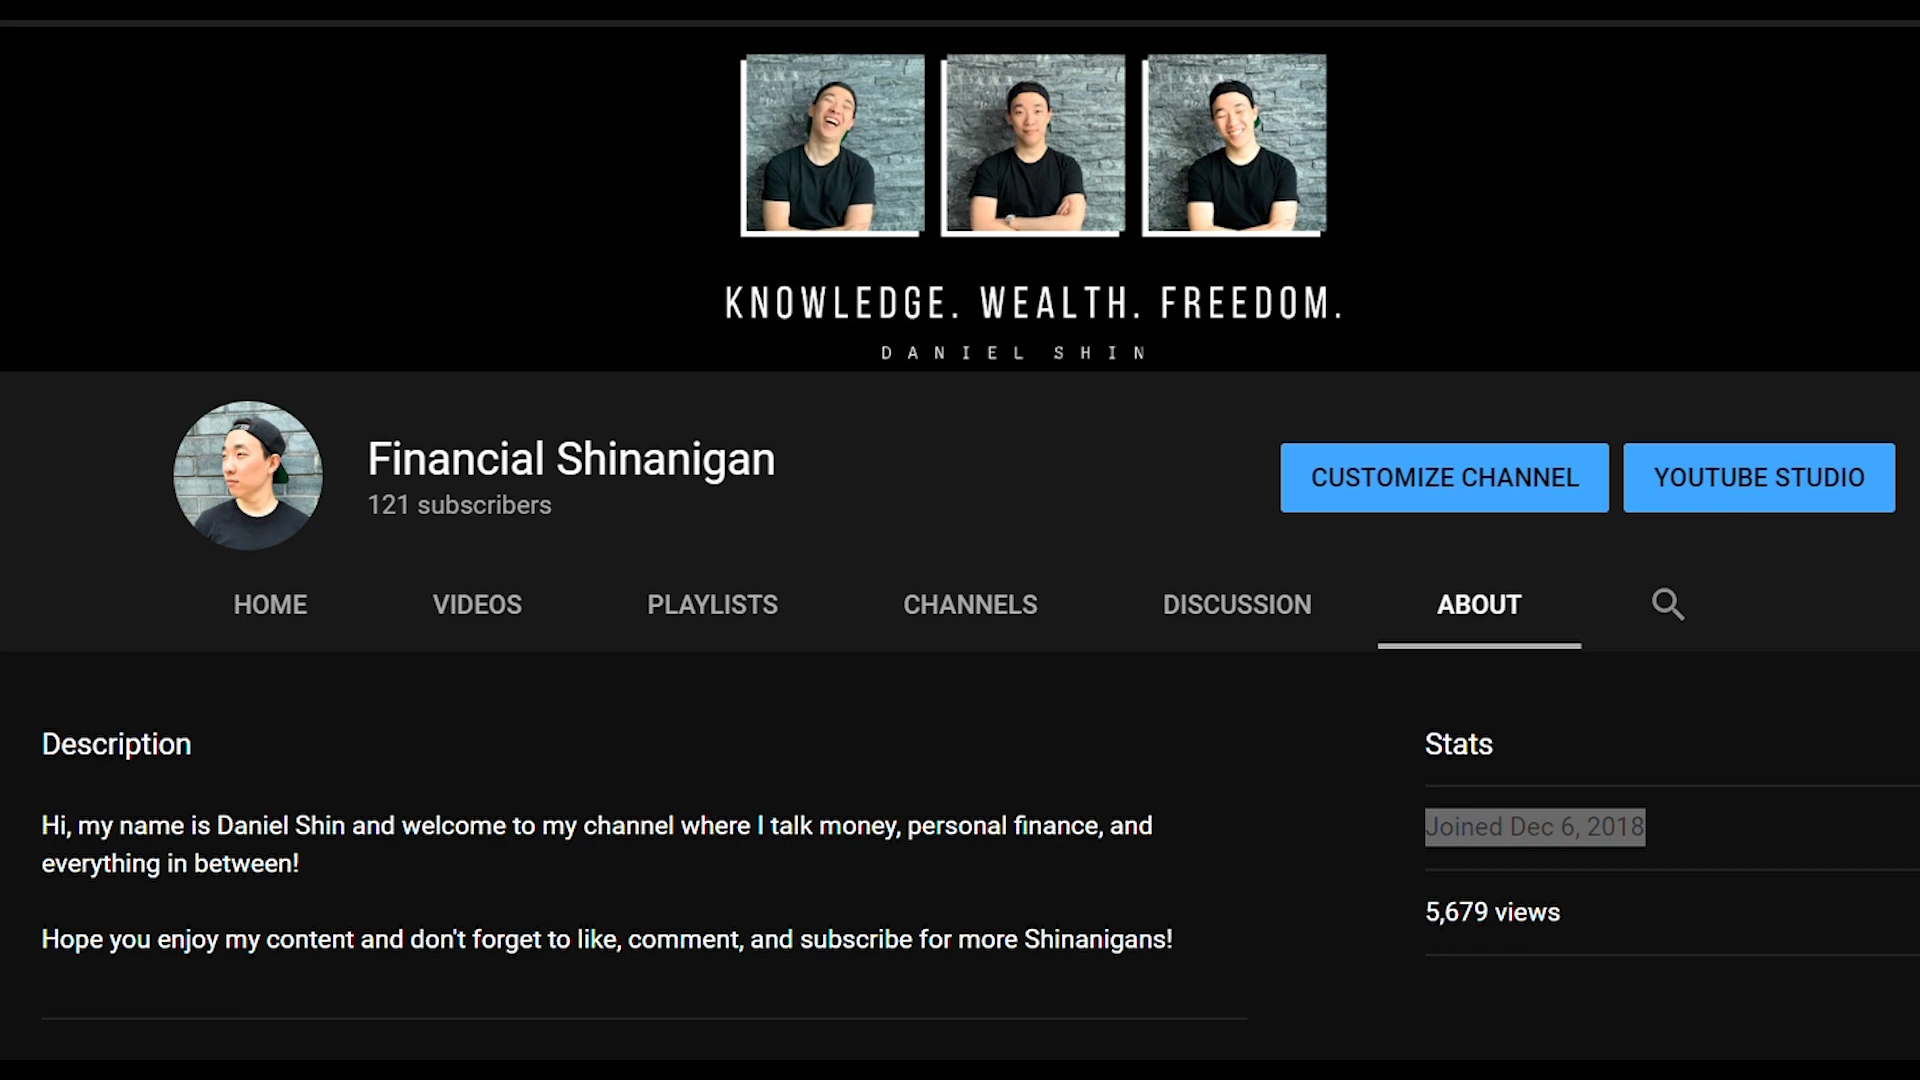 KNOWLEDGE. WEALTH. FREEDOM.
DANIEL SHIN
Financial Shinanigan
121 subscribers
CUSTOMIZE CHANNEL
YOUTUBE STUDIO
HOME
VIDEOS
PLAYLISTS
CHANNELS
DISCUSSION
ABOUT
Description
Hi, my name is Daniel Shin and welcome to my channel where I talk money, personal finance, and
everything in between!
Hope you enjoy my content and don't forget to like, comment, and subscribe for more Shinanigans!
Stats
Joined Dec 6, 2018
5,679 views